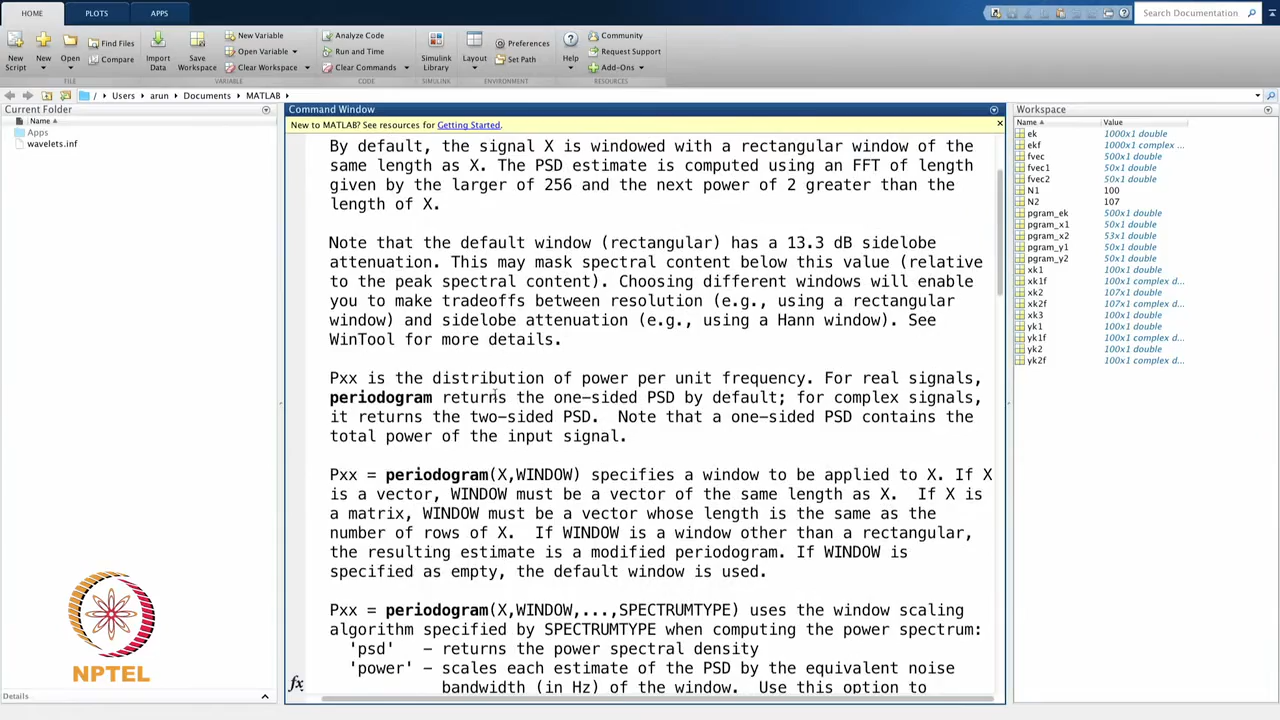 HOME PLOTS APPS
Search Documentation
New Script
New
Open
Find Files
Compare
Import Data
Save Workspace
New Variable
Open Variable
Clear Workspace
Analyze Code
Run and Time
Clear Commands
Simulink Library
Layout
Preferences
Set Path
Help
Community
Request Support
Add-Ons
FILE VARIABLE CODE SIMULINK ENVIRONMENT RESOURCES
/ Users arun Documents MATLAB
Current Folder
Name
Apps
wavelets.inf
Details
NPTEL
Command Window
New to MATLAB? See resources for Getting Started.
By default, the signal X is windowed with a rectangular window of the
same length as X. The PSD estimate is computed using an FFT of length
given by the larger of 256 and the next power of 2 greater than the
length of X.
Note that the default window (rectangular) has a 13.3 dB sidelobe
attenuation. This may mask spectral content below this value (relative
to the peak spectral content). Choosing different windows will enable
you to make tradeoffs between resolution (e.g., using a rectangular
window) and sidelobe attenuation (e.g., using a Hann window). See
WinTool for more details.
Pxx is the distribution of power per unit frequency. For real signals,
periodogram returns the one-sided PSD by default; for complex signals,
it returns the two-sided PSD.  Note that a one-sided PSD contains the
total power of the input signal.
Pxx = periodogram(X,WINDOW) specifies a window to be applied to X. If X
is a vector, WINDOW must be a vector of the same length as X.  If X is
a matrix, WINDOW must be a vector whose length is the same as the
number of rows of X.  If WINDOW is a window other than a rectangular,
the resulting estimate is a modified periodogram. If WINDOW is
specified as empty, the default window is used.
Pxx = periodogram(X,WINDOW,...,SPECTRUMTYPE) uses the window scaling
algorithm specified by SPECTRUMTYPE when computing the power spectrum:
'psd'   - returns the power spectral density
'power' - scales each estimate of the PSD by the equivalent noise
bandwidth (in Hz) of the window.  Use this option to
fx
Workspace
Name Value
ek 1000x1 double
ekf 1000x1 complex ...
fvec 500x1 double
fvec1 50x1 double
fvec2 50x1 double
N1 100
N2 107
pgram_ek 500x1 double
pgram_x1 50x1 double
pgram_x2 53x1 double
pgram_y1 50x1 double
pgram_y2 50x1 double
xk1 100x1 double
xk1f 100x1 complex d...
xk2 107x1 double
xk2f 107x1 complex d...
xk3 100x1 double
yk1 100x1 double
yk1f 100x1 complex d...
yk2 100x1 double
yk2f 100x1 complex d...